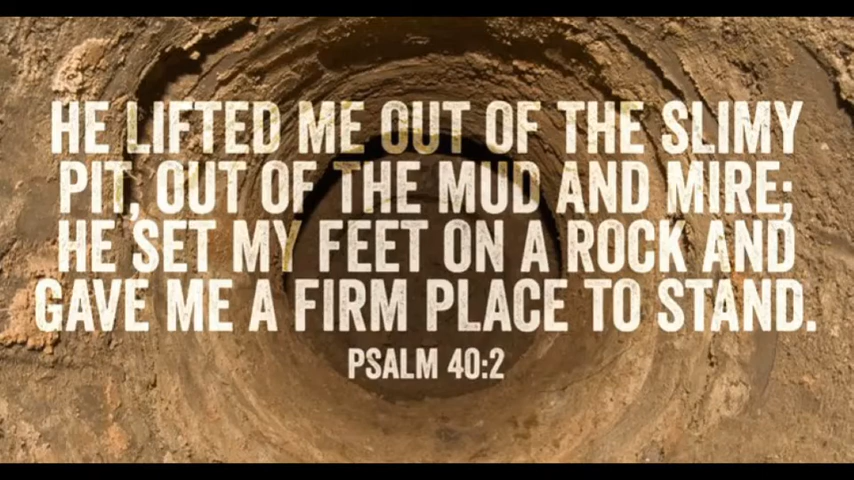 HE LIFTED ME OUT OF THE SLIMY
PIT, OUT OF THE MUD AND MIRE;
HE SET MY FEET ON A ROCK AND
GAVE ME A FIRM PLACE TO STAND.
PSALM 40:2